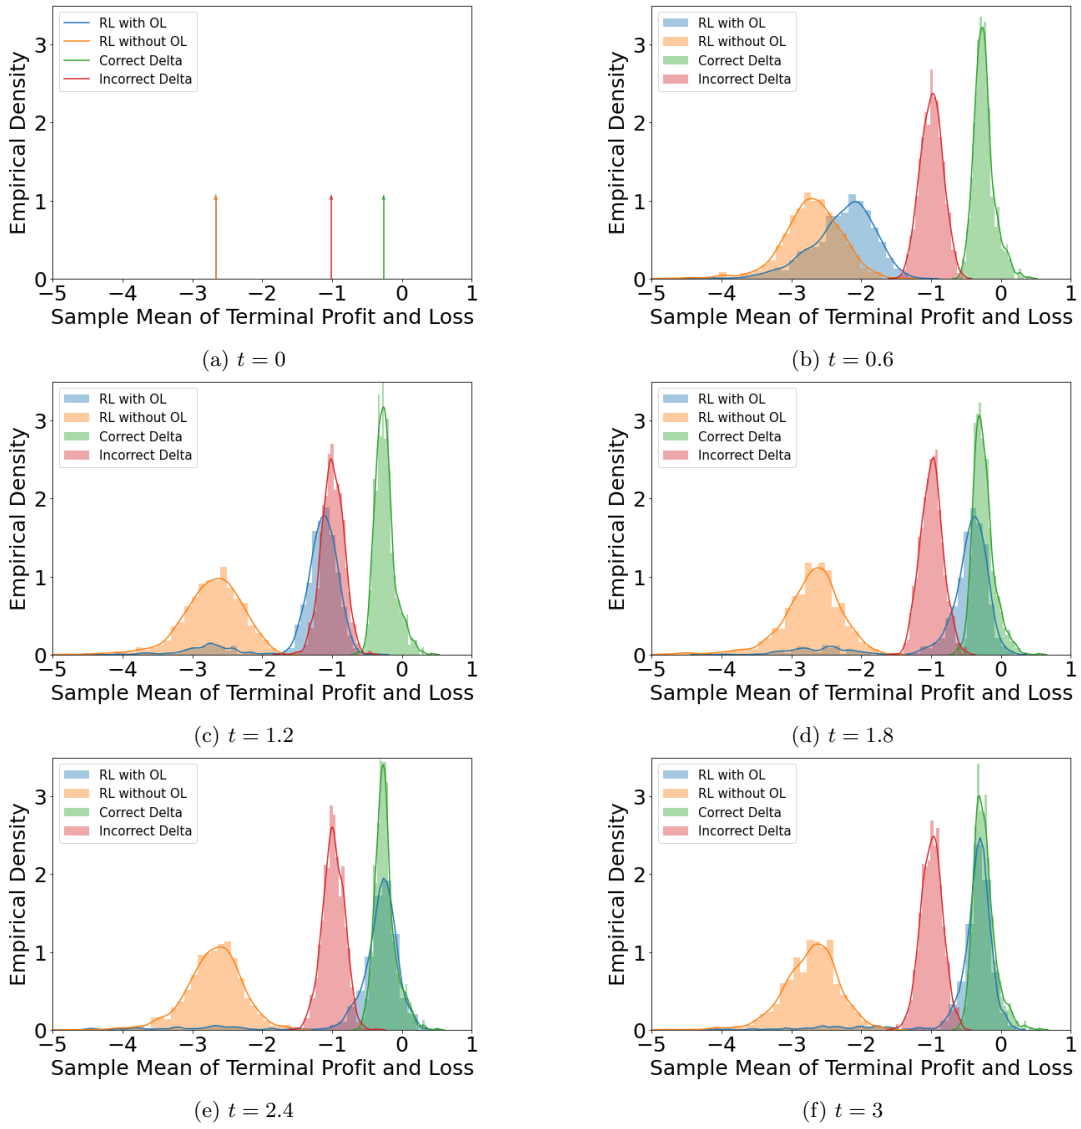 RL with OL
RL without OL
Correct Delta
Incorrect Delta
Empirical Density
0
1
2
3
−5 −4 −3 −2 −1 0 1
Sample Mean of Terminal Profit and Loss
(a) t = 0
RL with OL
RL without OL
Correct Delta
Incorrect Delta
Empirical Density
0
1
2
3
−5 −4 −3 −2 −1 0 1
Sample Mean of Terminal Profit and Loss
(b) t = 0.6
RL with OL
RL without OL
Correct Delta
Incorrect Delta
Empirical Density
0
1
2
3
−5 −4 −3 −2 −1 0 1
Sample Mean of Terminal Profit and Loss
(c) t = 1.2
RL with OL
RL without OL
Correct Delta
Incorrect Delta
Empirical Density
0
1
2
3
−5 −4 −3 −2 −1 0 1
Sample Mean of Terminal Profit and Loss
(d) t = 1.8
RL with OL
RL without OL
Correct Delta
Incorrect Delta
Empirical Density
0
1
2
3
−5 −4 −3 −2 −1 0 1
Sample Mean of Terminal Profit and Loss
(e) t = 2.4
RL with OL
RL without OL
Correct Delta
Incorrect Delta
Empirical Density
0
1
2
3
−5 −4 −3 −2 −1 0 1
Sample Mean of Terminal Profit and Loss
(f) t = 3